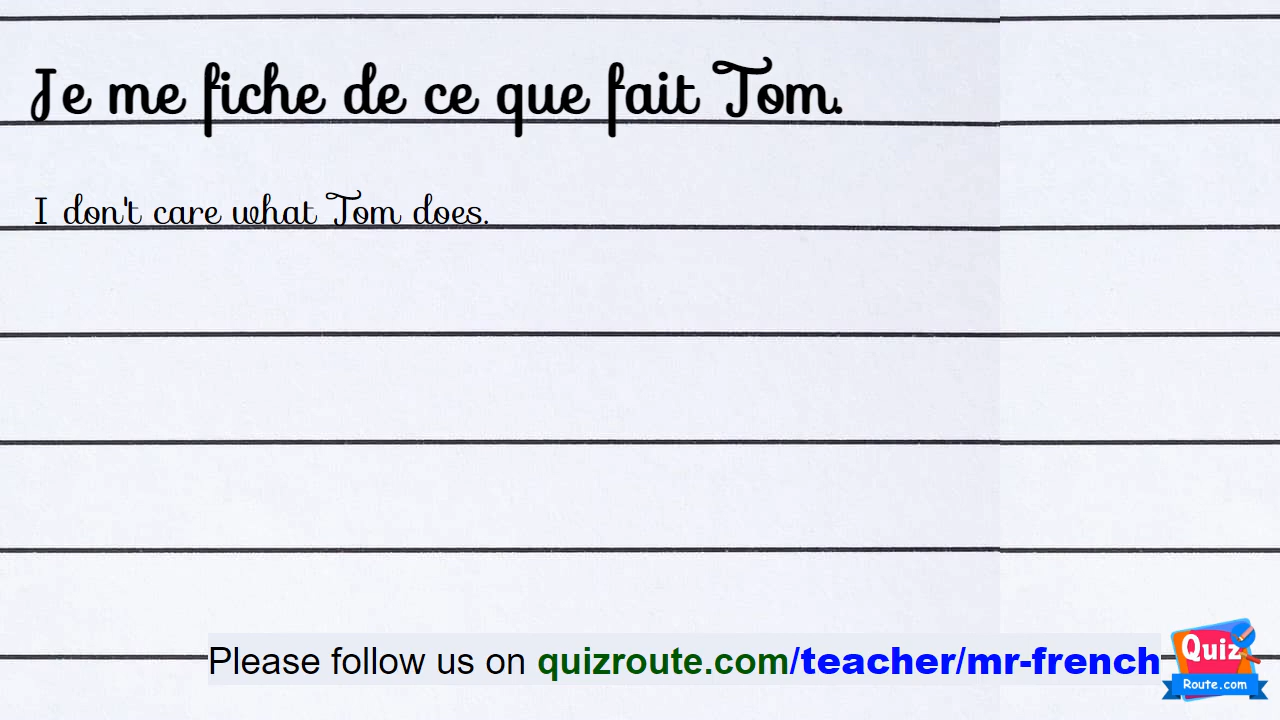 Je me fiche de ce que fait Tom.
I don't care what Tom does.
Please follow us on quizroute.com/teacher/mr-french
Quiz
Route.com